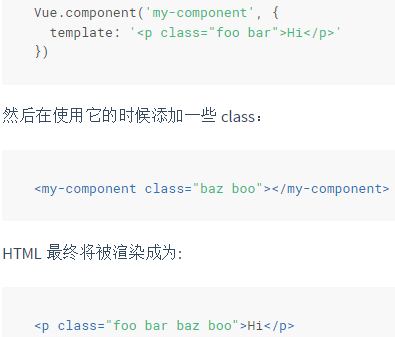 Vue.component('my-component', {
  template: '<p class="foo bar">Hi</p>'
})
然后在使用它的时候添加一些 class：
<my-component class="baz boo"></my-component>
HTML 最终将被渲染成为:
<p class="foo bar baz boo">Hi</p>